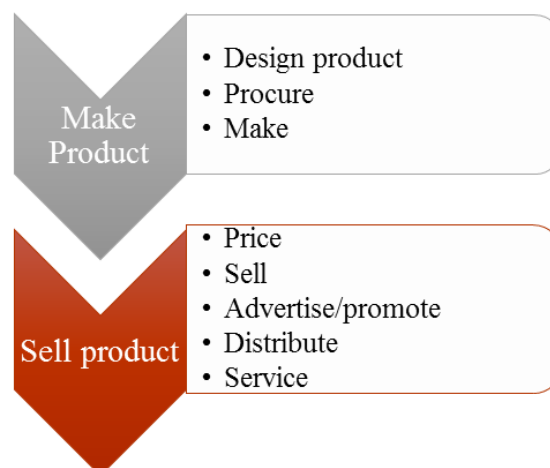 Make
Product
• Design product
• Procure
• Make
Sell product
• Price
• Sell
• Advertise/promote
• Distribute
• Service